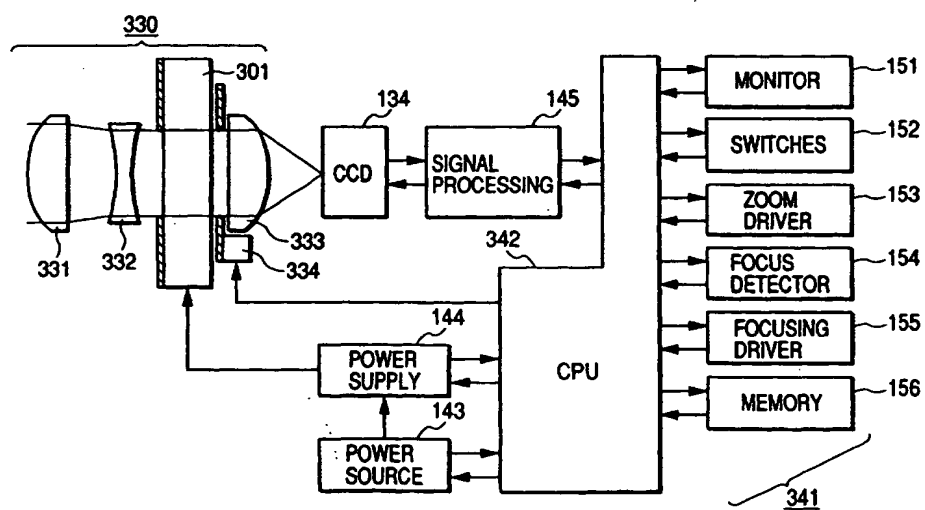 330
301
331
332
333
334
134
CCD
145
SIGNAL
PROCESSING
342
CPU
144
POWER
SUPPLY
143
POWER
SOURCE
MONITOR
151
SWITCHES
152
ZOOM
DRIVER
153
FOCUS
DETECTOR
154
FOCUSING
DRIVER
155
MEMORY
156
341